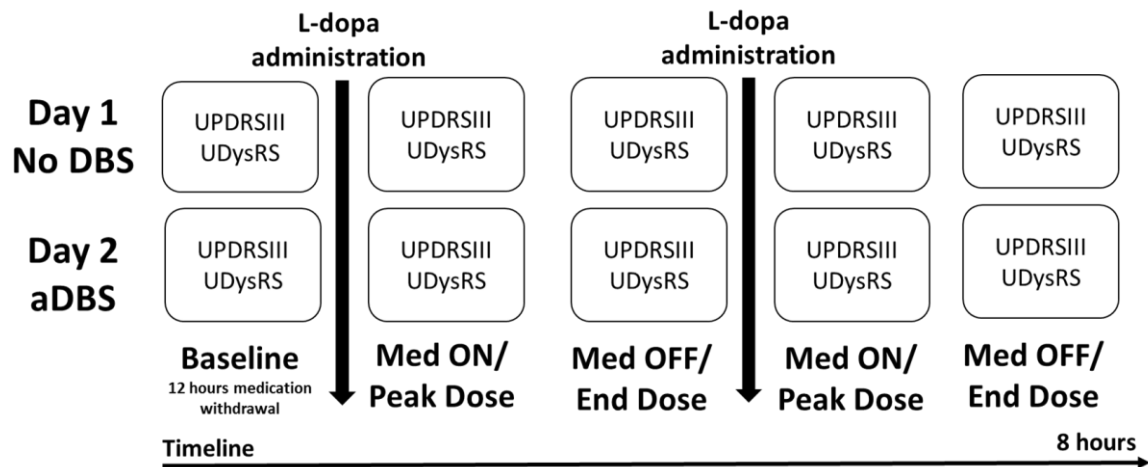 L-dopa
administration
L-dopa
administration
Day 1
No DBS
UPDRSIII
UDysRS
UPDRSIII
UDysRS
UPDRSIII
UDysRS
UPDRSIII
UDysRS
UPDRSIII
UDysRS
Day 2
aDBS
UPDRSIII
UDysRS
UPDRSIII
UDysRS
UPDRSIII
UDysRS
UPDRSIII
UDysRS
UPDRSIII
UDysRS
Baseline
12 hours medication
withdrawal
Med ON/
Peak Dose
Med OFF/
End Dose
Med ON/
Peak Dose
Med OFF/
End Dose
Timeline
8 hours